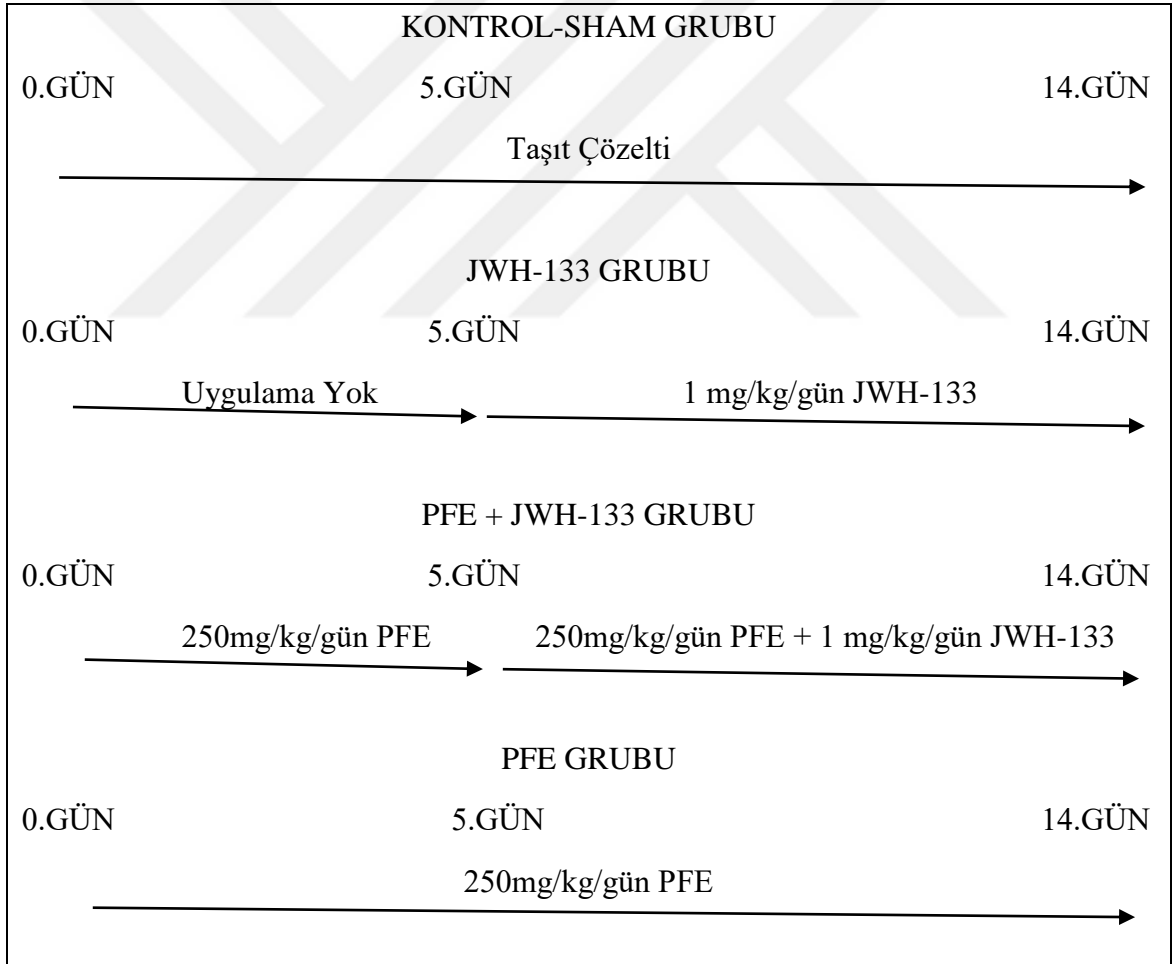 KONTROL-SHAM GRUBU
0.GÜN 5.GÜN 14.GÜN
Taşıt Çözelti
JWH-133 GRUBU
0.GÜN 5.GÜN 14.GÜN
Uygulama Yok 1 mg/kg/gün JWH-133
PFE + JWH-133 GRUBU
0.GÜN 5.GÜN 14.GÜN
250mg/kg/gün PFE 250mg/kg/gün PFE + 1 mg/kg/gün JWH-133
PFE GRUBU
0.GÜN 5.GÜN 14.GÜN
250mg/kg/gün PFE